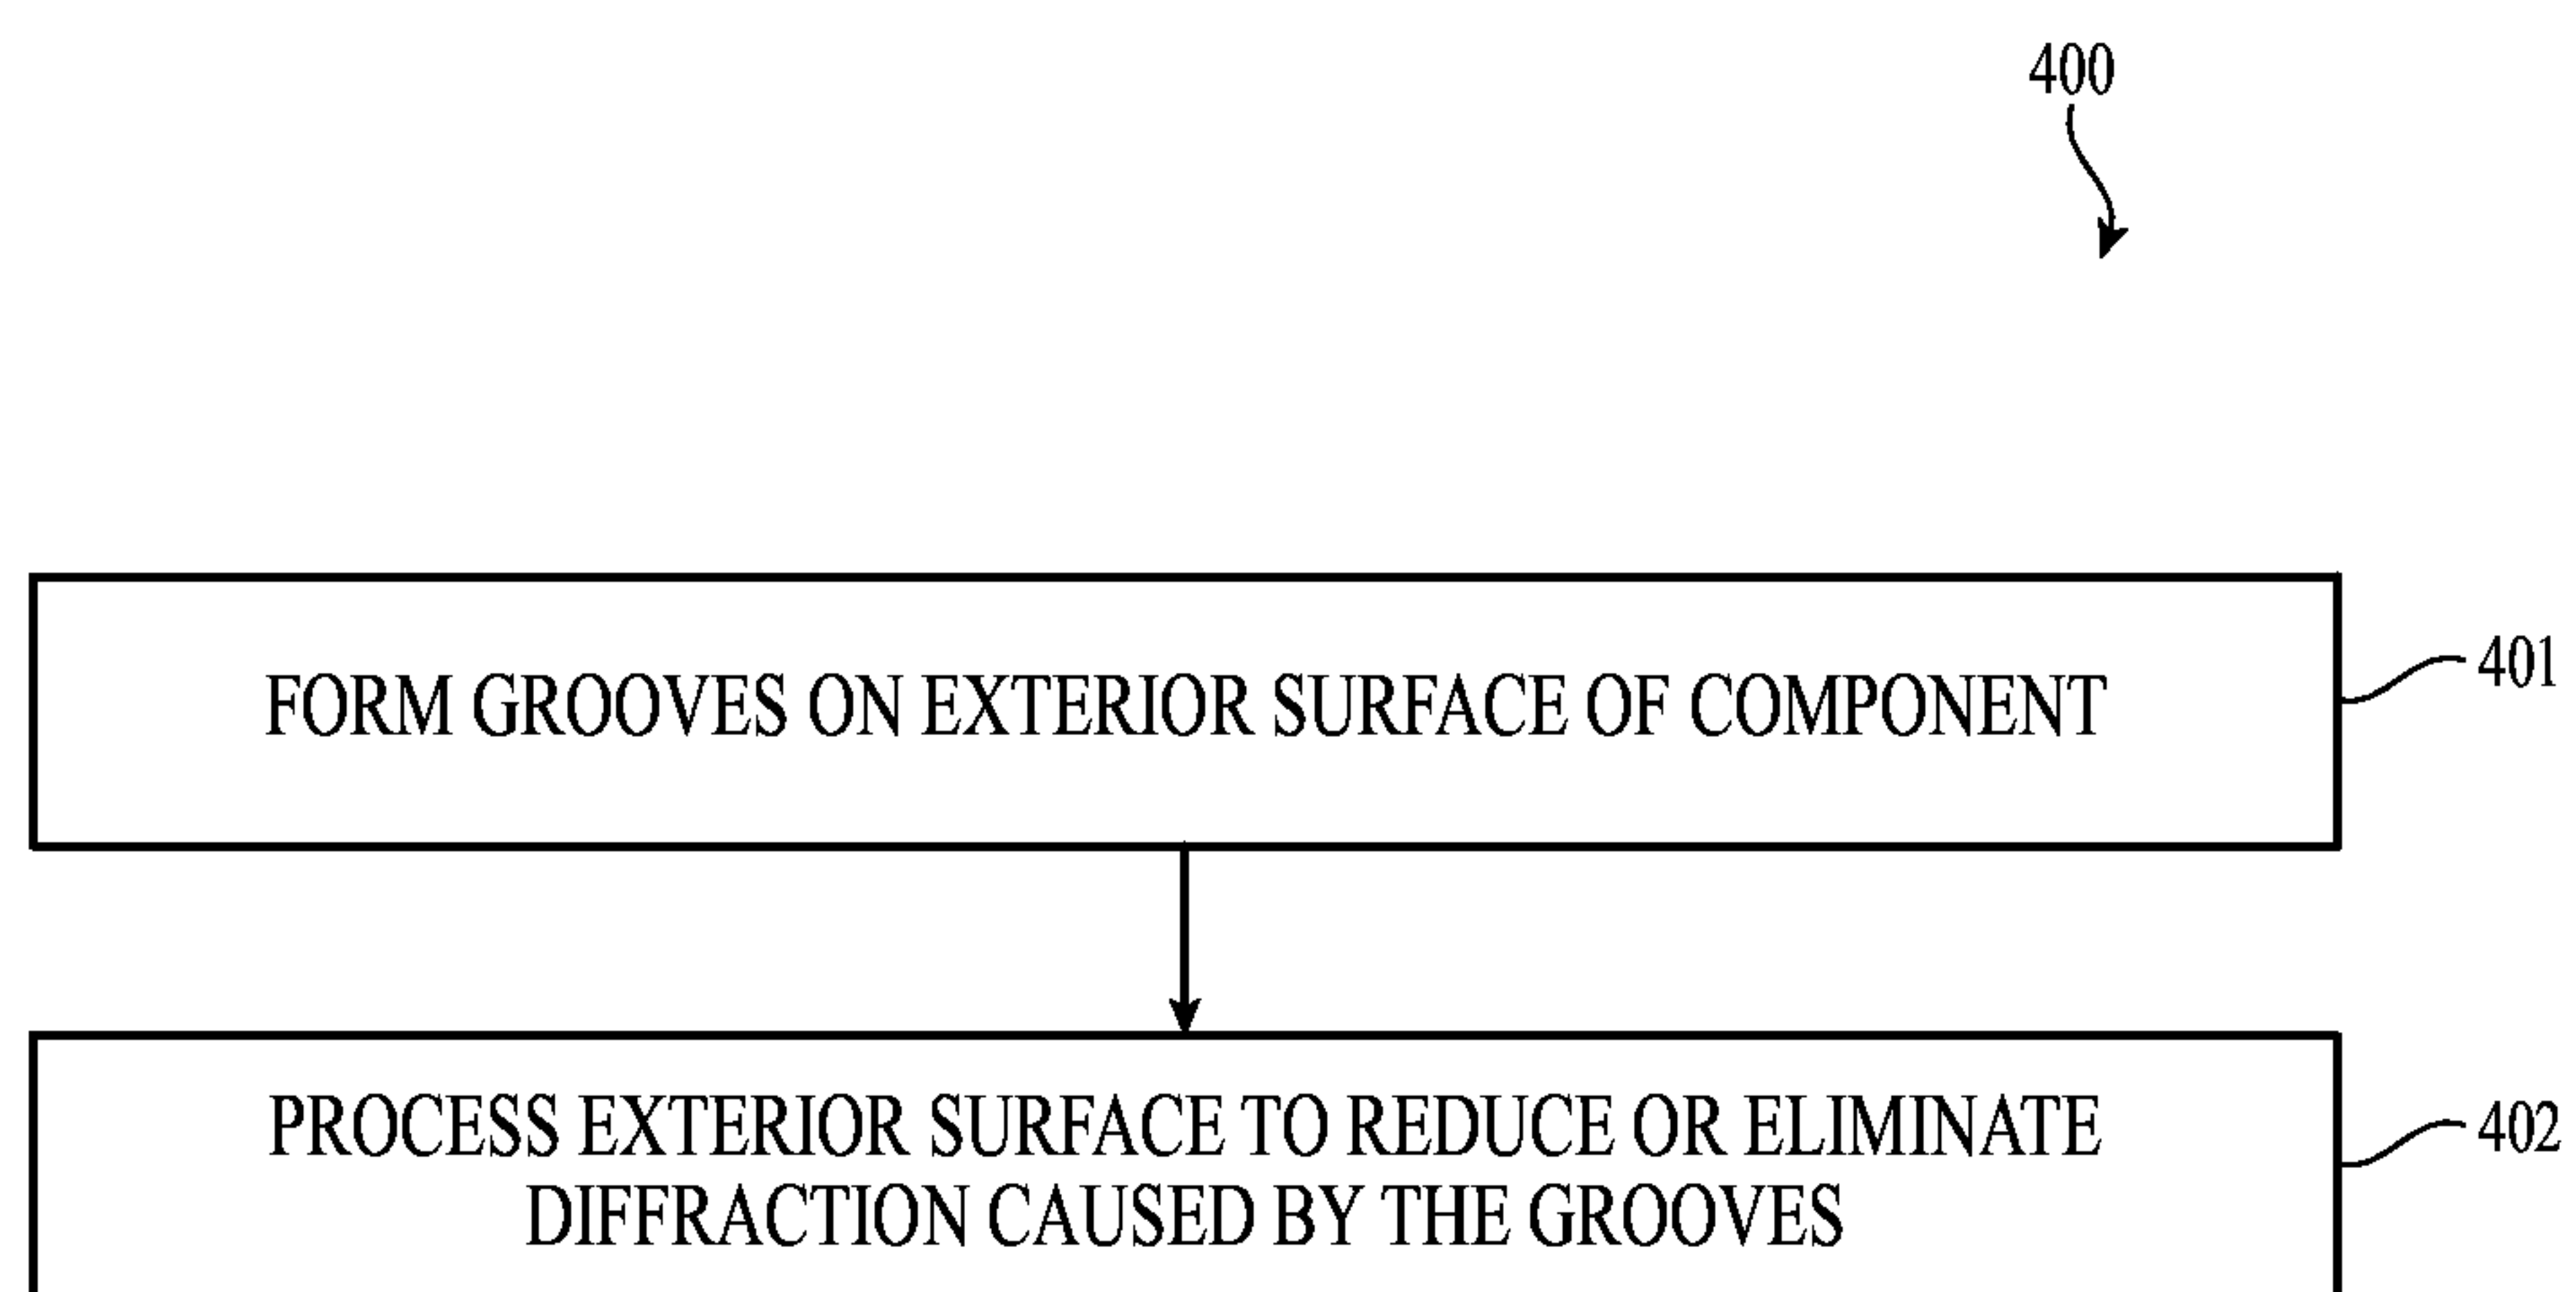 400
FORM GROOVES ON EXTERIOR SURFACE OF COMPONENT
401
PROCESS EXTERIOR SURFACE TO REDUCE OR ELIMINATE
DIFFRACTION CAUSED BY THE GROOVES
402